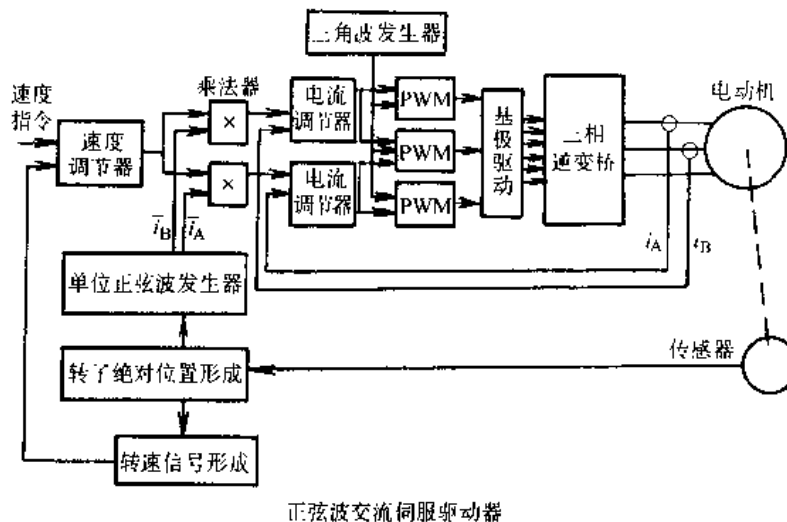 三角波发生器
乘法器
电动机
速度
指令
速度
调节器
×
×
电流
调节器
电流
调节器
PWM
PWM
PWM
基
极
驱
动
三相
逆变桥
i_B
i_A
i_A
i_B
单位正弦波发生器
传感器
转子绝对位置形成
转速信号形成
正弦波交流伺服驱动器